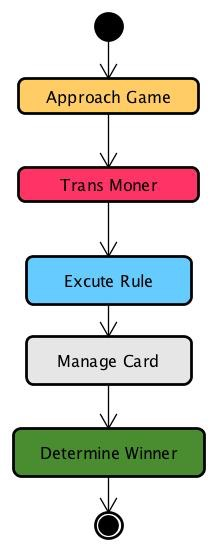 Approach Game
Trans Moner
Excute Rule
Manage Card
Determine Winner